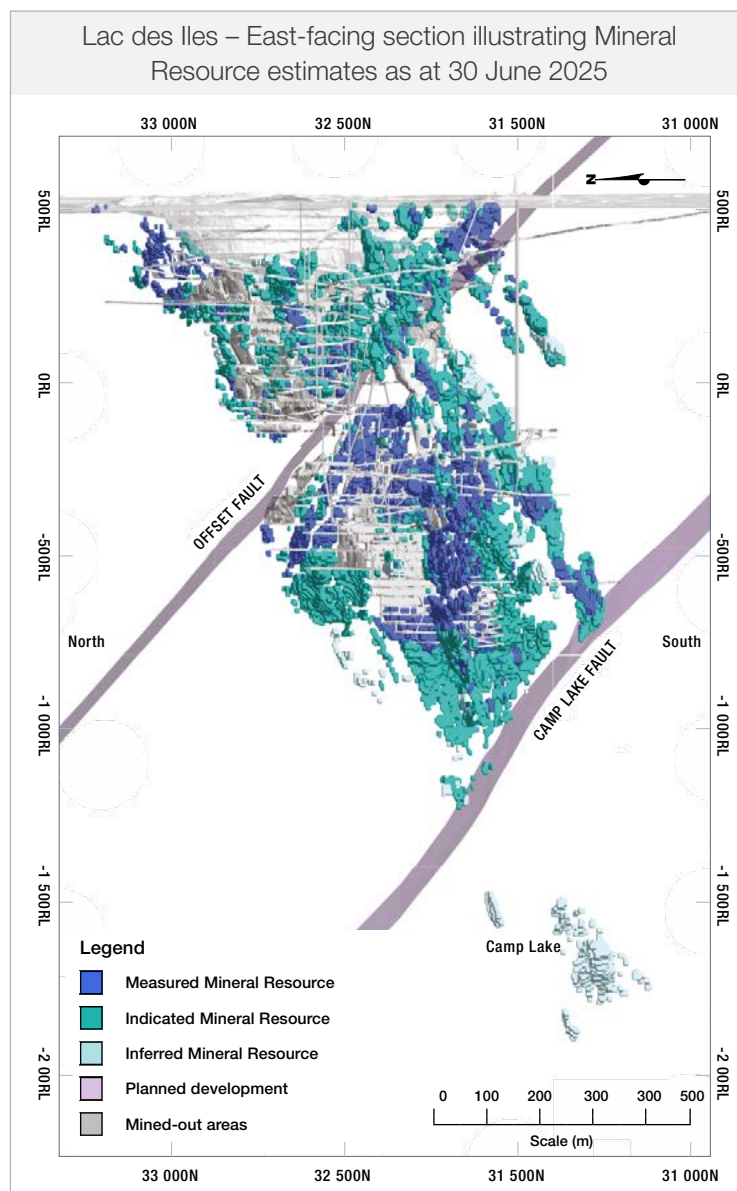 Lac des Iles – East-facing section illustrating Mineral
Resource estimates as at 30 June 2025
33 000N
32 500N
31 500N
31 000N
N
500RL
500RL
0RL
0RL
OFFSET FAULT
-500RL
-500RL
North
South
CAMP LAKE FAULT
-1 000RL
-1 000RL
-1 500RL
-1 500RL
Camp Lake
Legend
Measured Mineral Resource
Indicated Mineral Resource
Inferred Mineral Resource
Planned development
Mined-out areas
-2 00RL
-2 00RL
0 100 200 300 300 500
Scale (m)
33 000N
32 500N
31 500N
31 000N